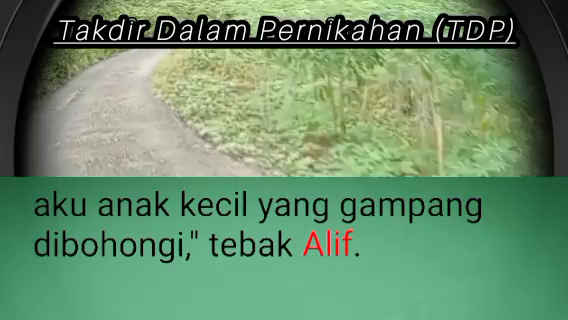 Takdir Dalam Pernikahan (TDP)
aku anak kecil yang gampang
dibohongi," tebak Alif.